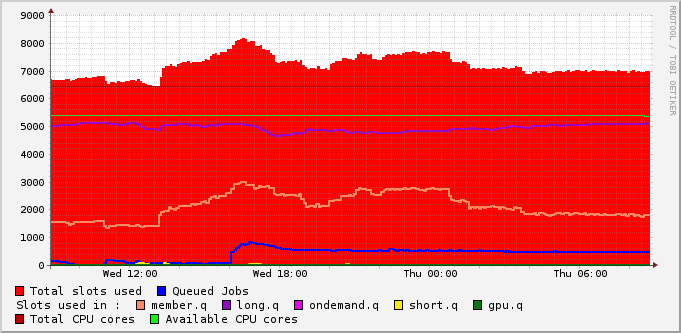 9000
8000
7000
6000
5000
4000
3000
2000
1000
0
RRDTOOL / TOBI OETIKER
Wed 12:00 Wed 18:00 Thu 00:00 Thu 06:00
Total slots used Queued Jobs
Slots used in : member.q long.q ondemand.q short.q gpu.q
Total CPU cores Available CPU cores